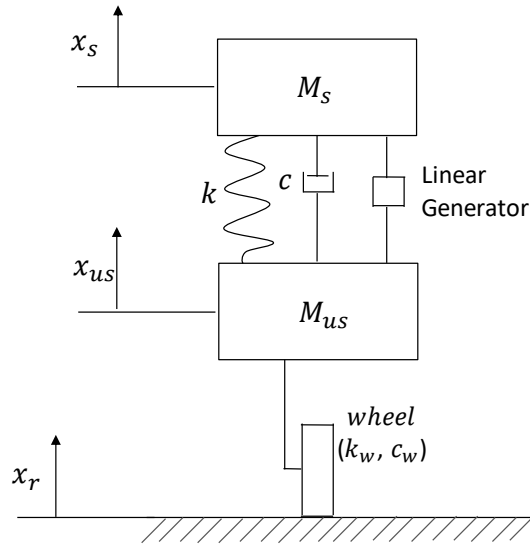 x_s
M_s
k
c
Linear
Generator
x_us
M_us
wheel
(k_w, c_w)
x_r